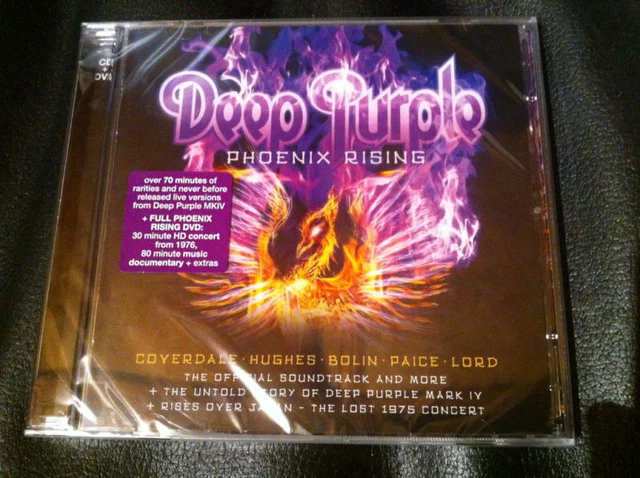 CD
+
DVD
Deep Purple
PHOENIX RISING
over 70 minutes of
rarities and never before
released live versions
from Deep Purple MKIV
+ FULL PHOENIX
RISING DVD:
30 minute HD concert
from 1976,
80 minute music
documentary + extras
COVERDALE · HUGHES · BOLIN · PAICE · LORD
THE OFFICIAL SOUNDTRACK AND MORE
+ THE UNTOLD STORY OF DEEP PURPLE MARK IV
+ RISES OVER JAPAN – THE LOST 1975 CONCERT